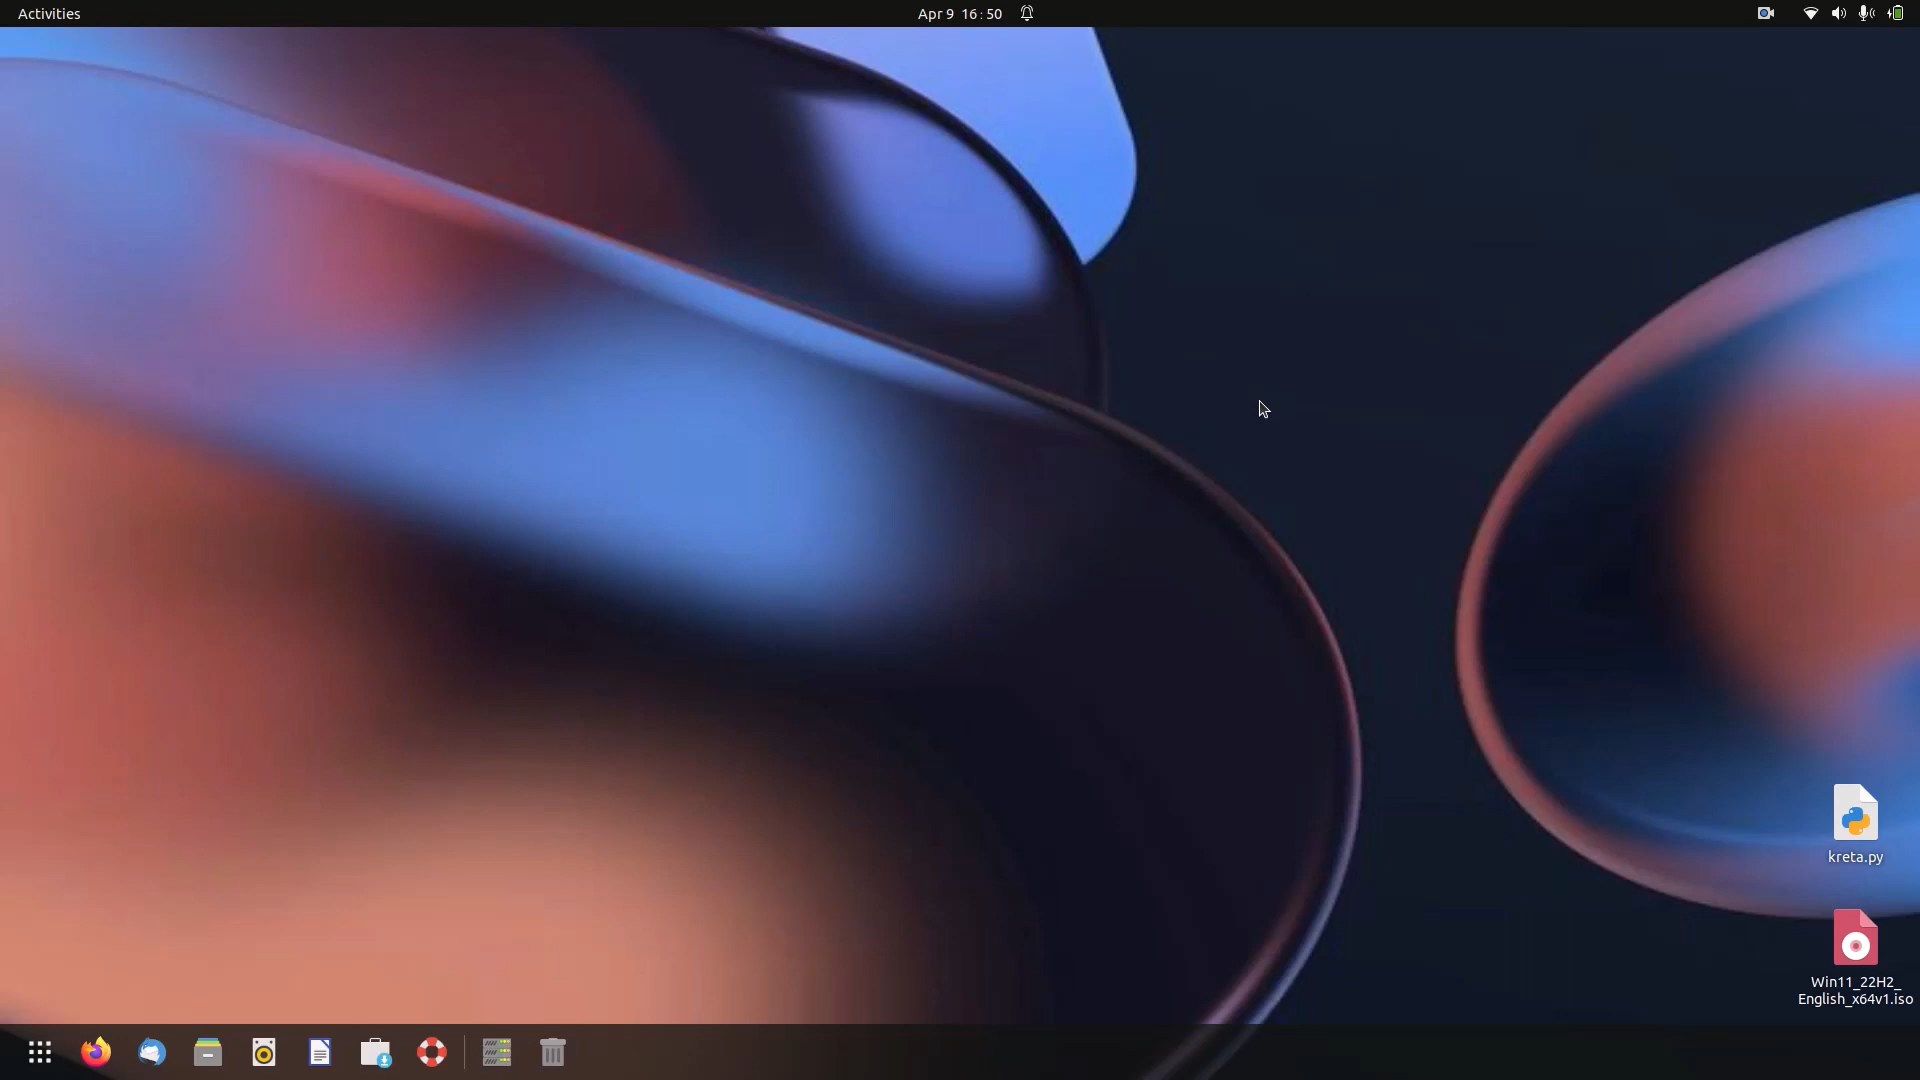 Activities
Apr 9 16:50
kreta.py
Win11_22H2_
English_x64v1.iso